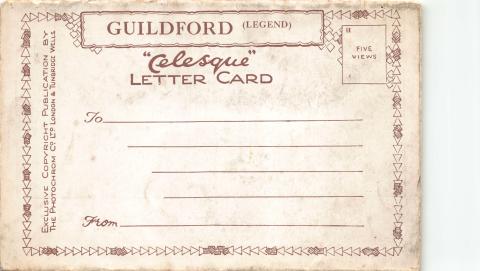 GUILDFORD (LEGEND)
"Celesque"
LETTER CARD
FIVE
VIEWS
EXCLUSIVE COPYRIGHT PUBLICATION BY
THE PHOTOCHROM CO LTD LONDON & TUNBRIDGE WELLS
To
From